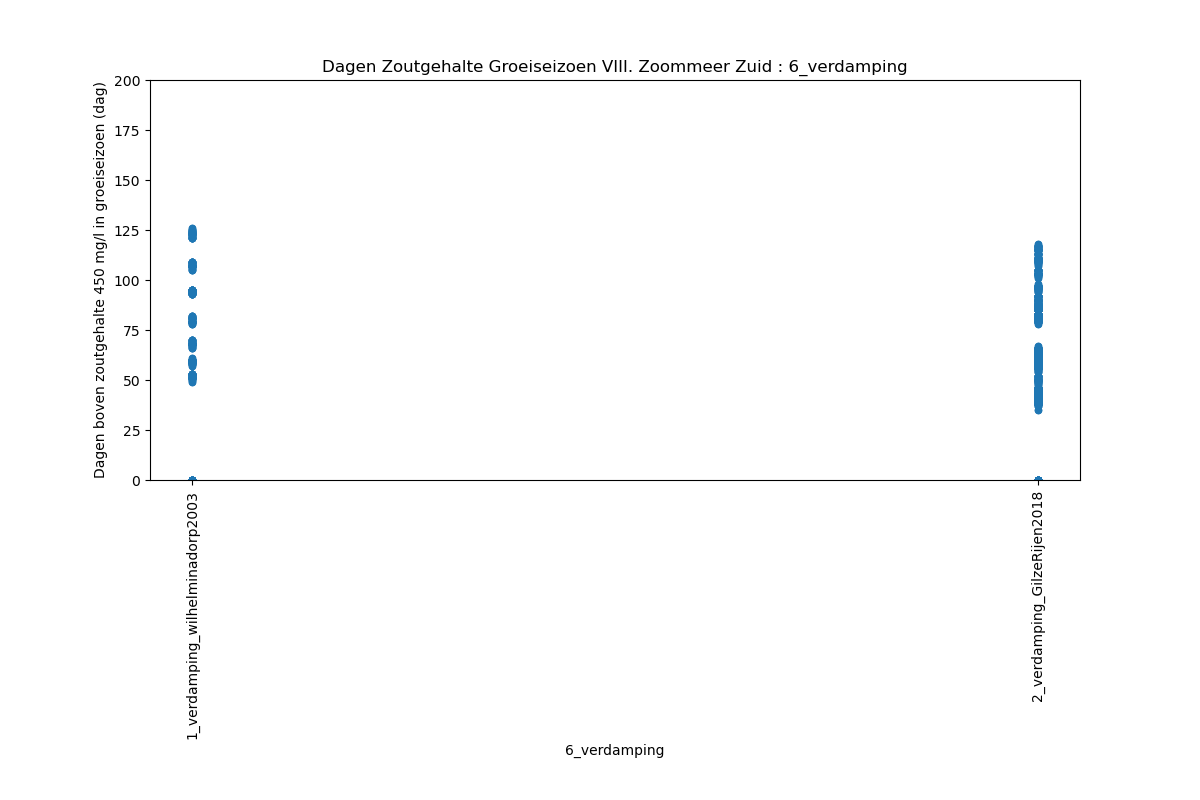 Dagen Zoutgehalte Groeiseizoen VIII. Zoommeer Zuid : 6_verdamping
Dagen boven zoutgehalte 450 mg/l in groeiseizoen (dag)
200
175
150
125
100
75
50
25
0
1_verdamping_wilhelminadorp2003
2_verdamping_GilzeRijen2018
6_verdamping